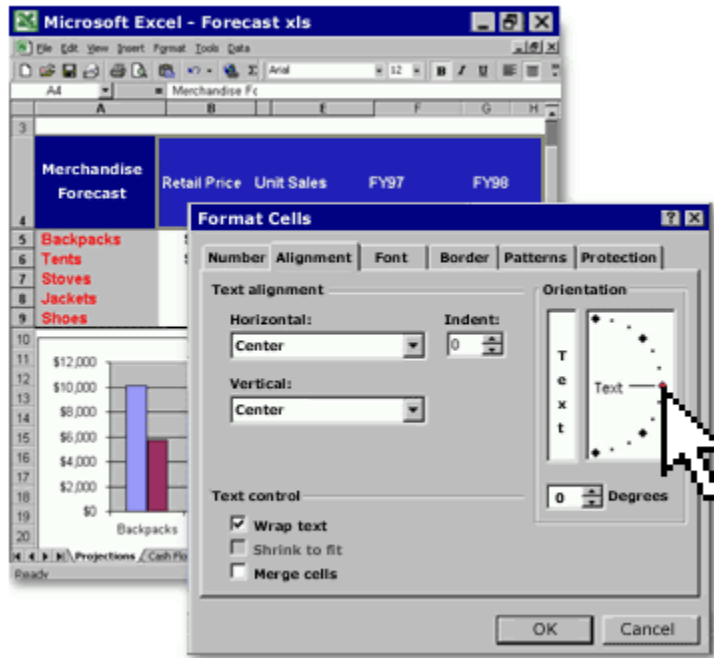 Microsoft Excel - Forecast xls
File Edit View Insert Format Tools Data
Arial 12 B I U
A4 = Merchandise Fc
A B E F G H
3
Merchandise
Forecast
Retail Price Unit Sales FY97 FY98
4
5 Backpacks
6 Tents
7 Stoves
8 Jackets
9 Shoes
10
11
12
13
14
15
16
17
18
19
20
$12,000
$10,000
$8,000
$6,000
$4,000
$2,000
$0
Backpacks
Projections Cash Flo
Ready
Format Cells
Number Alignment Font Border Patterns Protection
Text alignment
Horizontal: Indent:
Center 0
Vertical:
Center
Orientation
T
e
x
t
Text
0 Degrees
Text control
Wrap text
Shrink to fit
Merge cells
OK Cancel